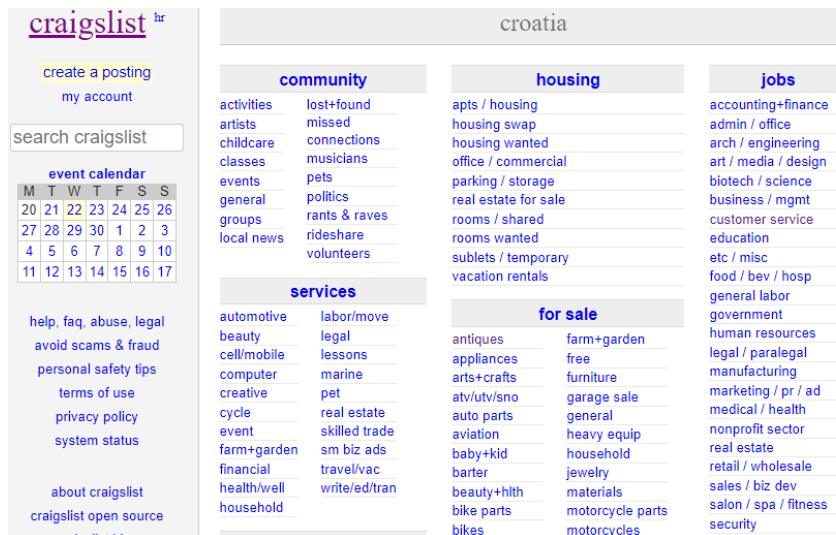 craigslist hr
create a posting
my account
search craigslist
event calendar
M T W T F S S
20 21 22 23 24 25 26
27 28 29 30 1 2 3
4 5 6 7 8 9 10
11 12 13 14 15 16 17
help, faq, abuse, legal
avoid scams & fraud
personal safety tips
terms of use
privacy policy
system status
about craigslist
craigslist open source
croatia
community
activities
artists
childcare
classes
events
general
groups
local news
lost+found
missed
connections
musicians
pets
politics
rants & raves
rideshare
volunteers
services
automotive
beauty
cell/mobile
computer
creative
cycle
event
farm+garden
financial
health/well
household
labor/move
legal
lessons
marine
pet
real estate
skilled trade
sm biz ads
travel/vac
write/ed/tran
housing
apts / housing
housing swap
housing wanted
office / commercial
parking / storage
real estate for sale
rooms / shared
rooms wanted
sublets / temporary
vacation rentals
for sale
antiques
appliances
arts+crafts
atv/utv/sno
auto parts
aviation
baby+kid
barter
beauty+hlth
bike parts
bikes
farm+garden
free
furniture
garage sale
general
heavy equip
household
jewelry
materials
motorcycle parts
motorcycles
jobs
accounting+finance
admin / office
arch / engineering
art / media / design
biotech / science
business / mgmt
customer service
education
etc / misc
food / bev / hosp
general labor
government
human resources
legal / paralegal
manufacturing
marketing / pr / ad
medical / health
nonprofit sector
real estate
retail / wholesale
sales / biz dev
salon / spa / fitness
security